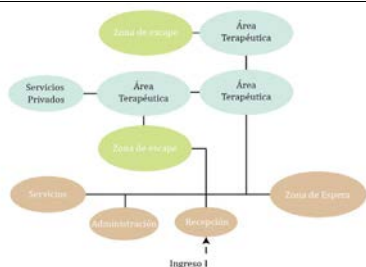 Zona de escape
Área
Terapéutica
Servicios
Privados
Área
Terapéutica
Área
Terapéutica
Zona de escape
Servicios
Zona de Espera
Administración
Recepción
Ingreso